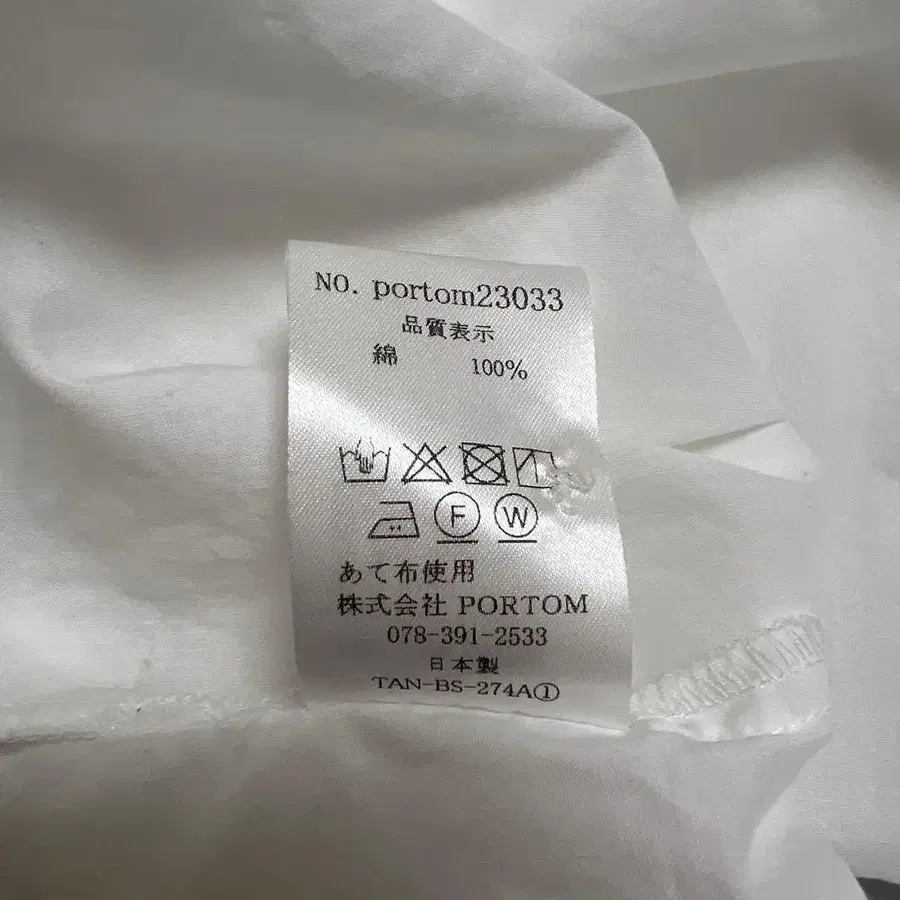 NO. portom23033
品質表示
綿 100%
F W
あて布使用
株式会社 PORTOM
078-391-2533
日本製
TAN-BS-274A①